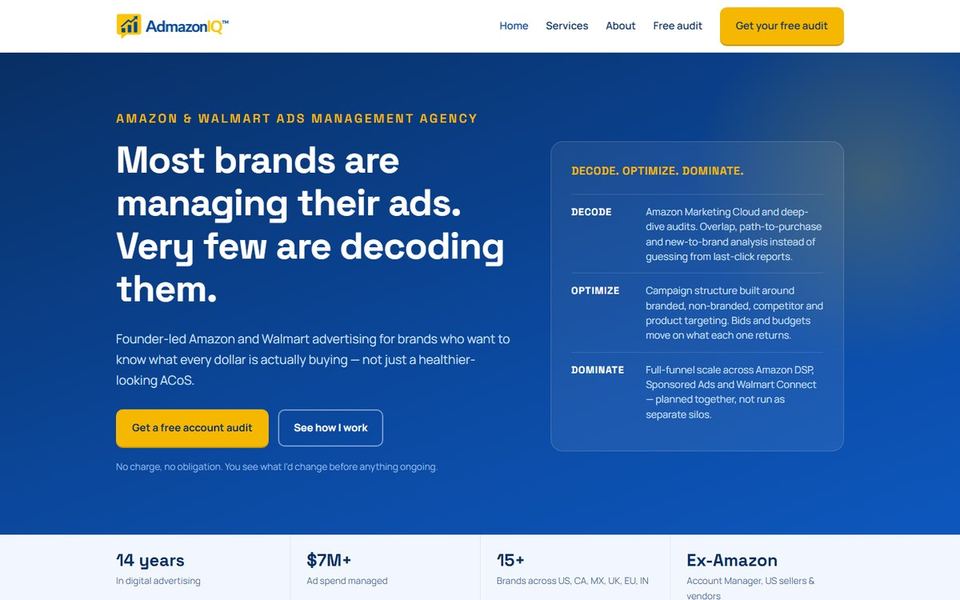 AdmazonIQ™
Home Services About Free audit Get your free audit
AMAZON & WALMART ADS MANAGEMENT AGENCY
Most brands are
managing their ads.
Very few are decoding
them.
Founder-led Amazon and Walmart advertising for brands who want to
know what every dollar is actually buying — not just a healthier-
looking ACoS.
Get a free account audit See how I work
No charge, no obligation. You see what I'd change before anything ongoing.
DECODE. OPTIMIZE. DOMINATE.
DECODE
Amazon Marketing Cloud and deep-
dive audits. Overlap, path-to-purchase
and new-to-brand analysis instead of
guessing from last-click reports.
OPTIMIZE
Campaign structure built around
branded, non-branded, competitor and
product targeting. Bids and budgets
move on what each one returns.
DOMINATE
Full-funnel scale across Amazon DSP,
Sponsored Ads and Walmart Connect
— planned together, not run as
separate silos.
14 years
In digital advertising
$7M+
Ad spend managed
15+
Brands across US, CA, MX, UK, EU, IN
Ex-Amazon
Account Manager, US sellers &
vendors